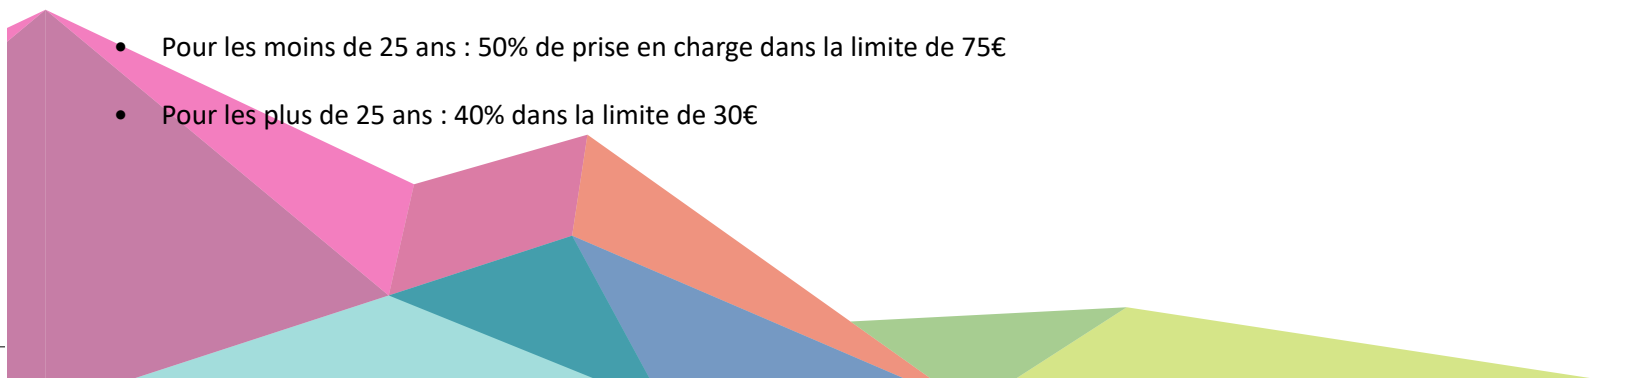 • Pour les moins de 25 ans : 50% de prise en charge dans la limite de 75€
• Pour les plus de 25 ans : 40% dans la limite de 30€